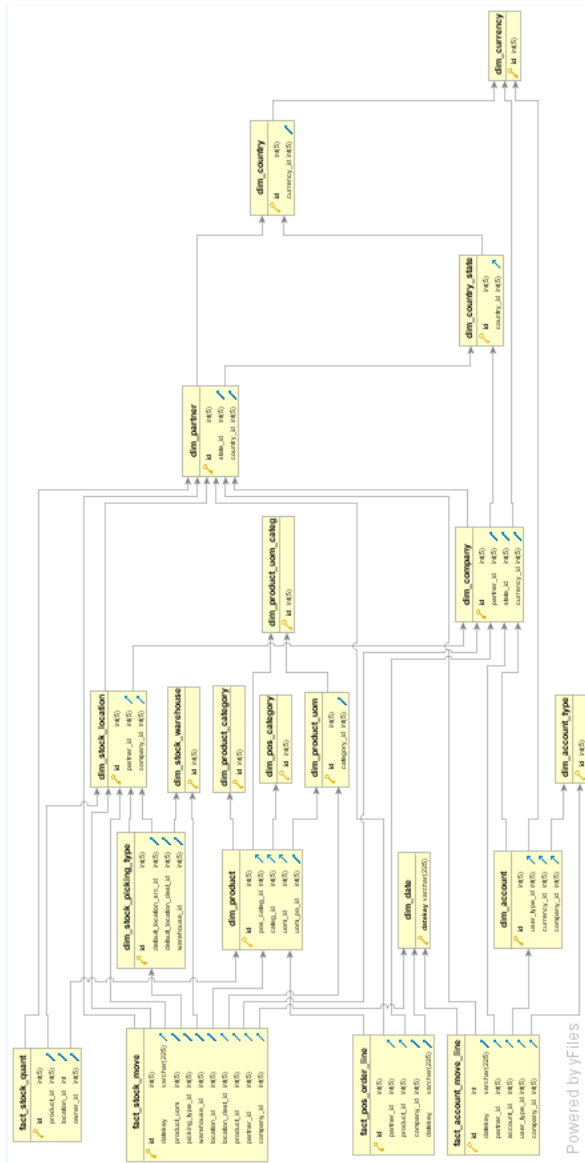 fact_stock_quant
id int(5)
product_id int(5)
location_id int
owner_id int(5)
fact_stock_move
id int(5)
datekey varchar(225)
product_uom int(5)
picking_type_id int(5)
warehouse_id int(5)
location_id int(5)
location_dest_id int(5)
product_id int(5)
partner_id int(5)
company_id int(5)
fact_pos_order_line
id int(5)
partner_id int(5)
product_id int(5)
company_id int(5)
datekey varchar(225)
fact_account_move_line
id int
datekey varchar(225)
partner_id int(5)
account_id int(5)
user_type_id int(5)
company_id int(5)
dim_stock_picking_type
id int(5)
default_location_src_id int(5)
default_location_dest_id int(5)
warehouse_id int(5)
dim_product
id int(5)
pos_categ_id int(5)
categ_id int(5)
uom_id int(5)
uom_po_id int(5)
dim_date
datekey varchar(225)
dim_account
id int(5)
user_type_id int(5)
currency_id int(5)
company_id int(5)
dim_stock_location
id int(5)
partner_id int(5)
company_id int(5)
dim_stock_warehouse
id int(5)
dim_product_category
id int(5)
dim_pos_category
id int(5)
dim_product_uom
id int(5)
category_id int(5)
dim_account_type
id int(5)
dim_product_uom_categ
id int(5)
dim_company
id int(5)
partner_id int(5)
state_id int(5)
currency_id int(5)
dim_partner
id int(5)
state_id int(5)
country_id int(5)
dim_country_state
id int(5)
country_id int(5)
dim_country
id int(5)
currency_id int(5)
dim_currency
id int(5)
Powered by yFiles